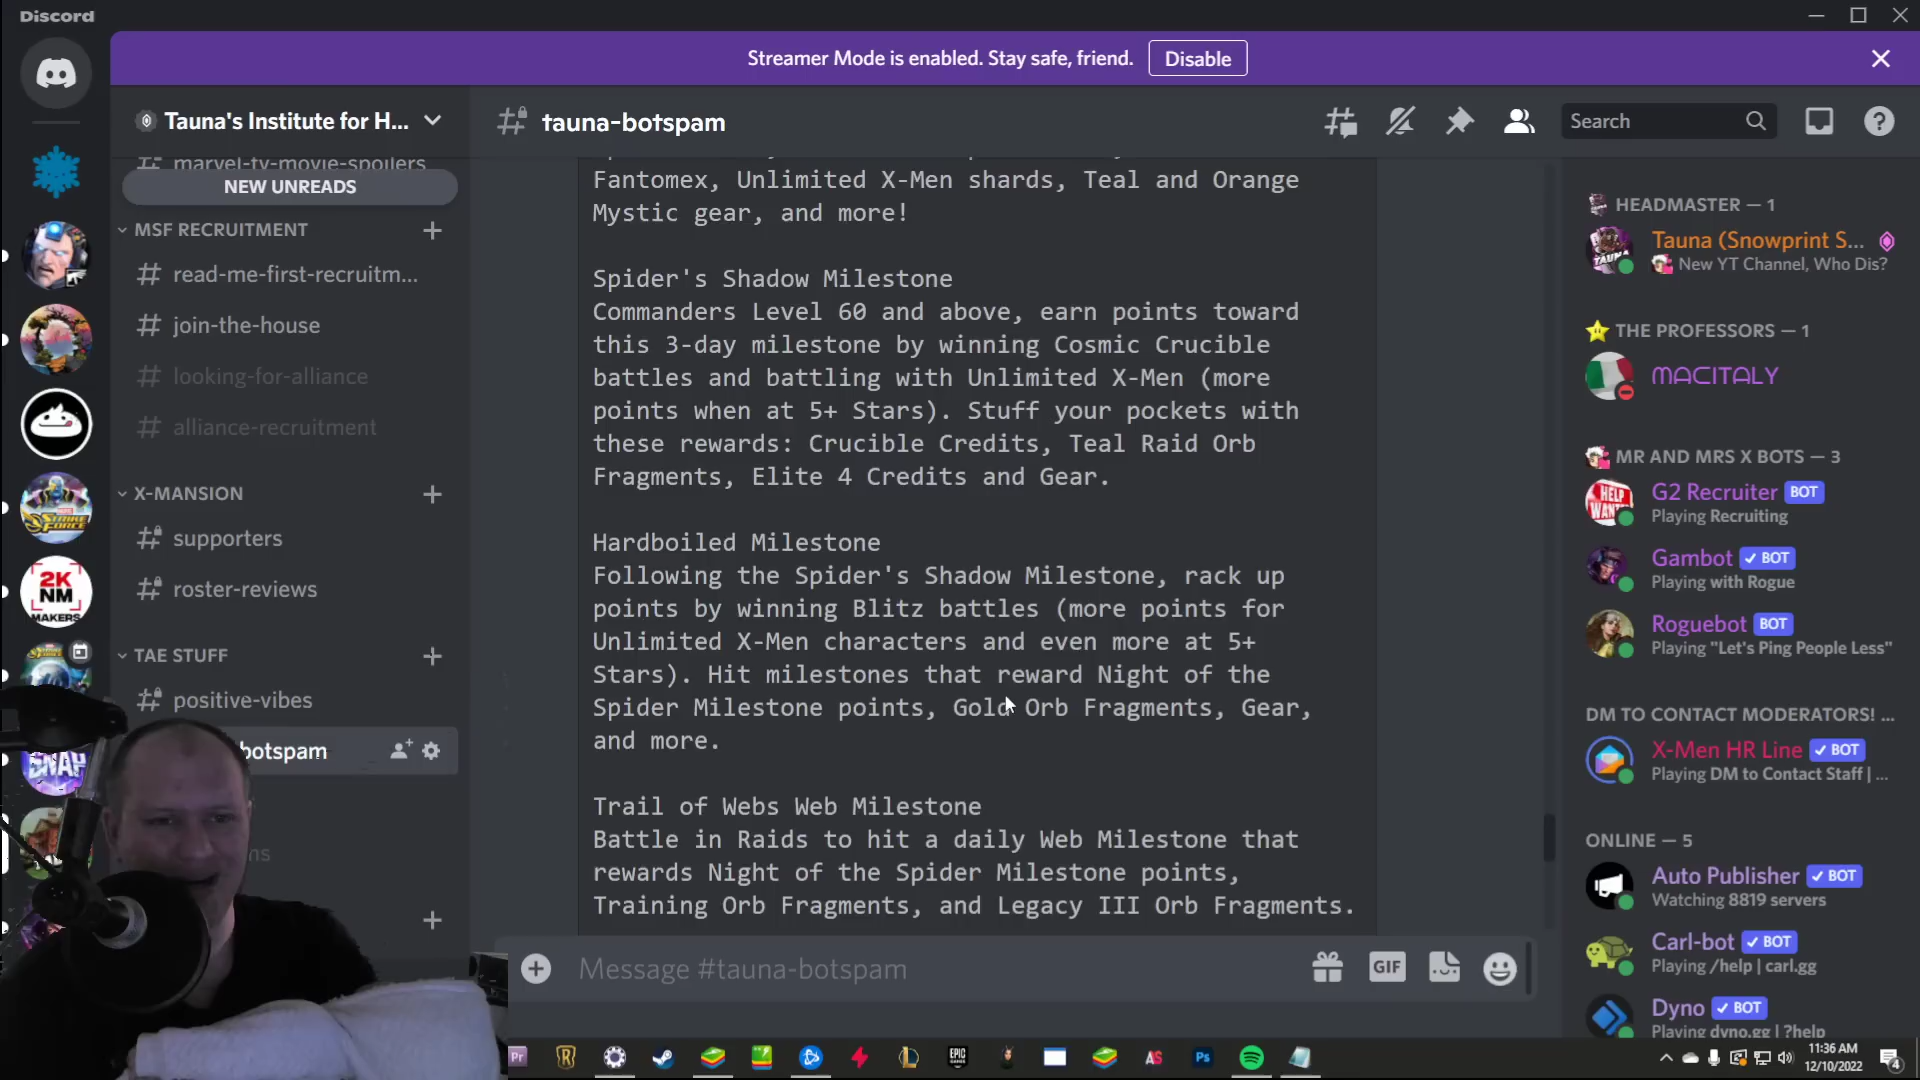 Discord
Streamer Mode is enabled. Stay safe, friend.
Disable
Tauna's Institute for H...
marvel-tv-movie-spoilers
NEW UNREADS
MSF RECRUITMENT
read-me-first-recruitm...
join-the-house
looking-for-alliance
alliance-recruitment
X-MANSION
supporters
roster-reviews
TAE STUFF
positive-vibes
botspam
2K
NM
MAKERS
SNAP
tauna-botspam
Search
Fantomex, Unlimited X-Men shards, Teal and Orange
Mystic gear, and more!
Spider's Shadow Milestone
Commanders Level 60 and above, earn points toward
this 3-day milestone by winning Cosmic Crucible
battles and battling with Unlimited X-Men (more
points when at 5+ Stars). Stuff your pockets with
these rewards: Crucible Credits, Teal Raid Orb
Fragments, Elite 4 Credits and Gear.
Hardboiled Milestone
Following the Spider's Shadow Milestone, rack up
points by winning Blitz battles (more points for
Unlimited X-Men characters and even more at 5+
Stars). Hit milestones that reward Night of the
Spider Milestone points, Gold Orb Fragments, Gear,
and more.
Trail of Webs Web Milestone
Battle in Raids to hit a daily Web Milestone that
rewards Night of the Spider Milestone points,
Training Orb Fragments, and Legacy III Orb Fragments.
Message #tauna-botspam
GIF
HEADMASTER — 1
Tauna (Snowprint S...
New YT Channel, Who Dis?
THE PROFESSORS — 1
MACITALY
MR AND MRS X BOTS — 3
G2 Recruiter BOT
Playing Recruiting
Gambot BOT
Playing with Rogue
Roguebot BOT
Playing "Let's Ping People Less"
DM TO CONTACT MODERATORS! ...
X-Men HR Line BOT
Playing DM to Contact Staff | ...
ONLINE — 5
Auto Publisher BOT
Watching 8819 servers
Carl-bot BOT
Playing /help | carl.gg
Dyno BOT
Playing dyno.gg | ?help
11:36 AM
12/10/2022
4